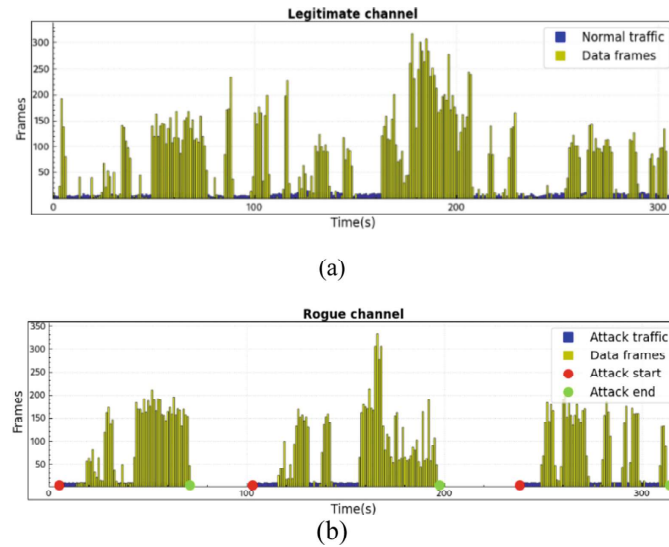 Legitimate channel
300
250
200
150
100
50
Frames
Normal traffic
Data frames
0
100
200
300
Time(s)
(a)
Rogue channel
350
300
250
200
150
100
50
Frames
Attack traffic
Data frames
Attack start
Attack end
0
100
200
300
Time(s)
(b)